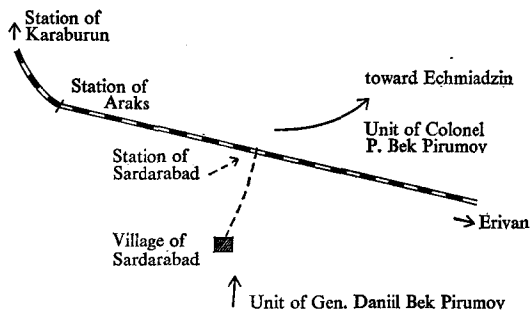 Station of
Karaburun
Station of
Araks
toward Echmiadzin
Unit of Colonel
P. Bek Pirumov
Station of
Sardarabad
Erivan
Village of
Sardarabad
Unit of Gen. Daniil Bek Pirumov